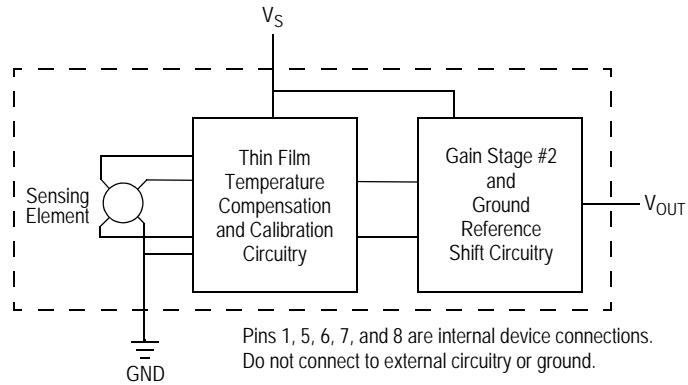 VS
Sensing
Element
Thin Film
Temperature
Compensation
and Calibration
Circuitry
Gain Stage #2
and
Ground
Reference
Shift Circuitry
VOUT
GND
Pins 1, 5, 6, 7, and 8 are internal device connections.
Do not connect to external circuitry or ground.